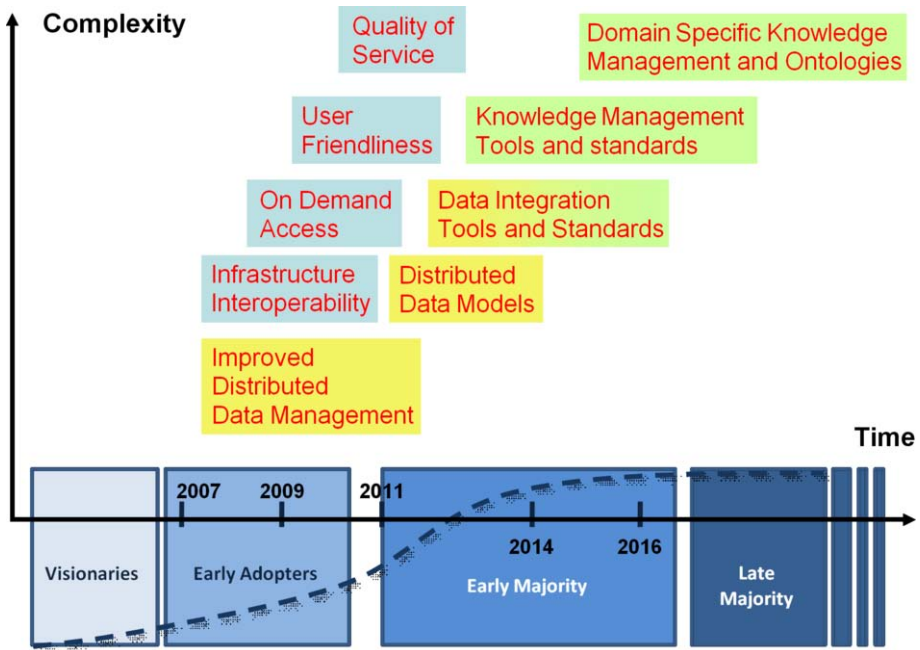 Complexity
Quality of
Service
Domain Specific Knowledge
Management and Ontologies
User
Friendliness
Knowledge Management
Tools and standards
On Demand
Access
Data Integration
Tools and Standards
Infrastructure
Interoperability
Distributed
Data Models
Improved
Distributed
Data Management
Time
2007
2009
2011
2014
2016
Visionaries
Early Adopters
Early Majority
Late
Majority